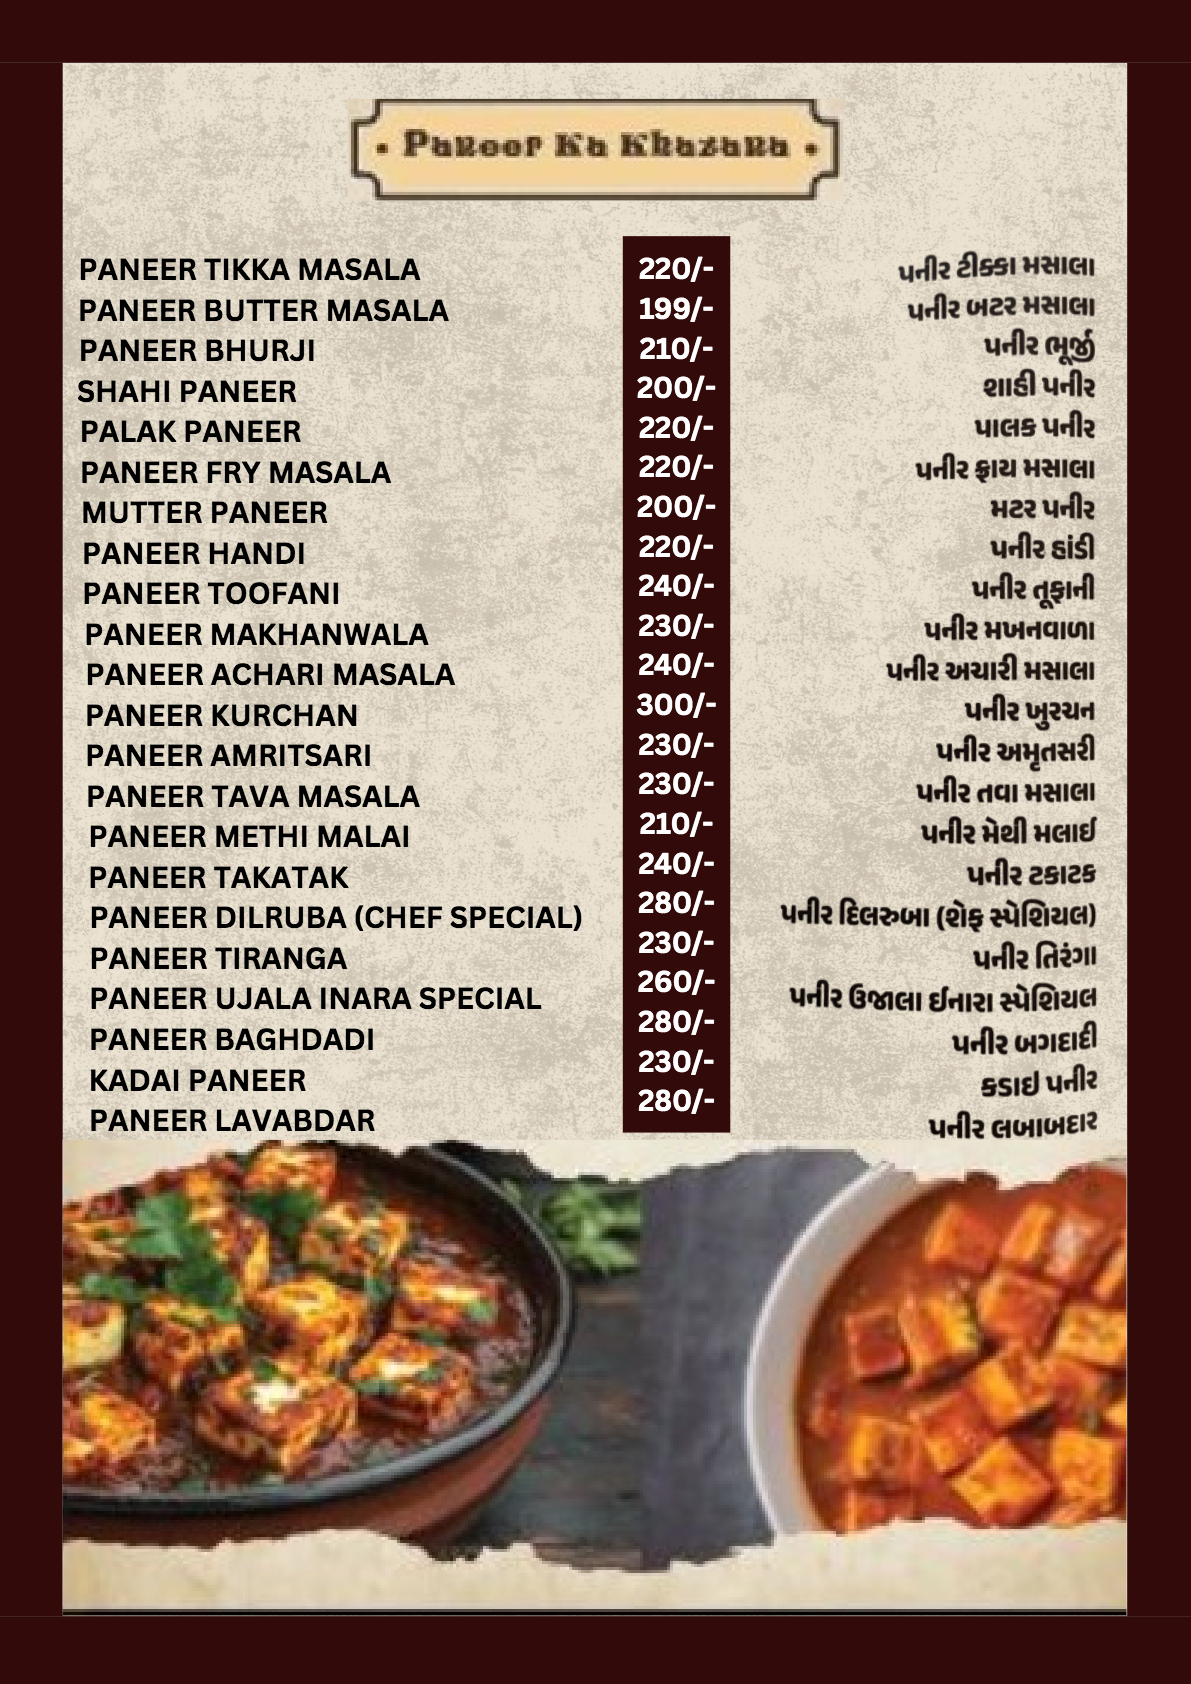 Paneer Ka Khazana
PANEER TIKKA MASALA 220/- પનીર ટીક્કા મસાલા
PANEER BUTTER MASALA 199/- પનીર બટર મસાલા
PANEER BHURJI 210/- પનીર ભૂર્જી
SHAHI PANEER 200/- શાહી પનીર
PALAK PANEER 220/- પાલક પનીર
PANEER FRY MASALA 220/- પનીર ફ્રાય મસાલા
MUTTER PANEER 200/- મટર પનીર
PANEER HANDI 220/- પનીર હાંડી
PANEER TOOFANI 240/- પનીર તૂફાની
PANEER MAKHANWALA 230/- પનીર મખનવાળા
PANEER ACHARI MASALA 240/- પનીર અચારી મસાલા
PANEER KURCHAN 300/- પનીર ખુરચન
PANEER AMRITSARI 230/- પનીર અમૃતસરી
PANEER TAVA MASALA 230/- પનીર તવા મસાલા
PANEER METHI MALAI 210/- પનીર મેથી મલાઈ
PANEER TAKATAK 240/- પનીર ટકાટક
PANEER DILRUBA (CHEF SPECIAL) 280/- પનીર દિલરુબા (શેફ સ્પેશિયલ)
PANEER TIRANGA 230/- પનીર તિરંગા
PANEER UJALA INARA SPECIAL 260/- પનીર ઉજાલા ઈનારા સ્પેશિયલ
PANEER BAGHDADI 280/- પનીર બગદાદી
KADAI PANEER 230/- કડાઇ પનીર
PANEER LAVABDAR 280/- પનીર લબાબદાર